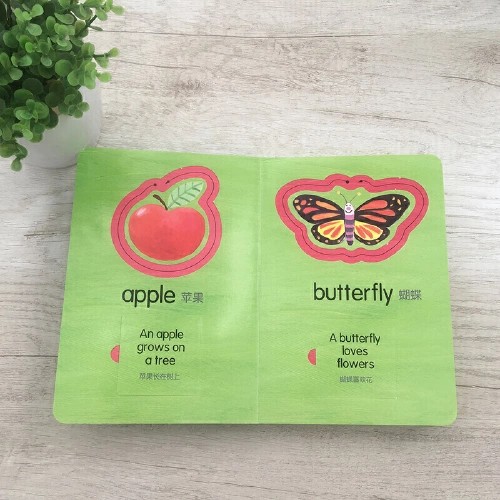 apple 苹果
An apple
grows on
a tree
苹果长在树上
butterfly 蝴蝶
A butterfly
loves
flowers
蝴蝶喜欢花